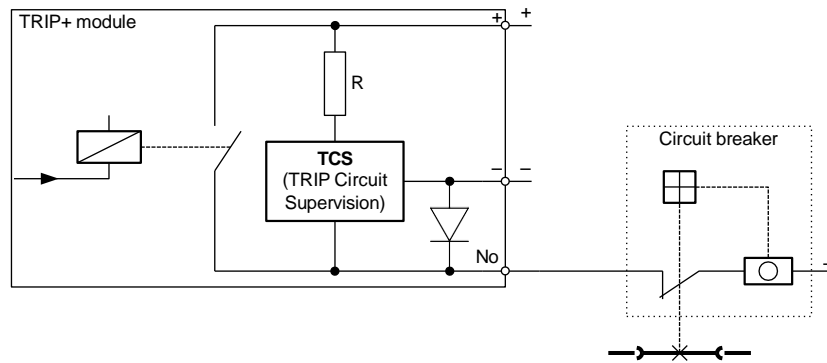 TRIP+ module
+ +
R
TCS
(TRIP Circuit
Supervision)
− −
No
Circuit breaker
−